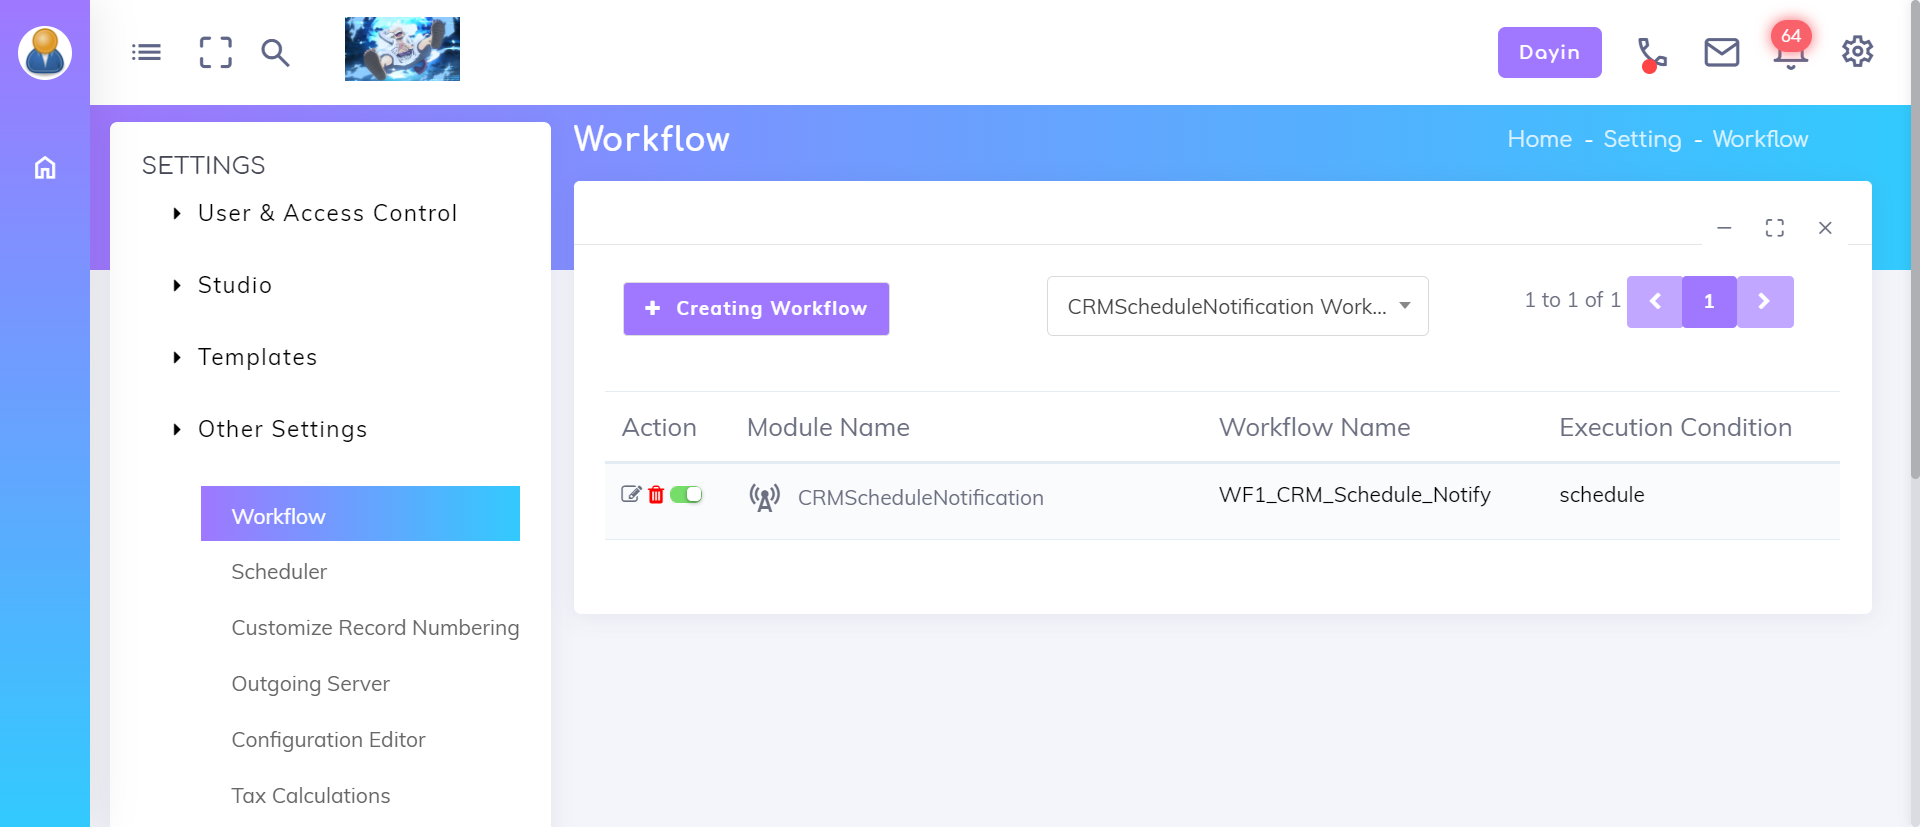 Dayin
64
SETTINGS
User & Access Control
Studio
Templates
Other Settings
Workflow
Scheduler
Customize Record Numbering
Outgoing Server
Configuration Editor
Tax Calculations
Workflow
Home - Setting - Workflow
+ Creating Workflow
CRMScheduleNotification Work...
1 to 1 of 1
1
Action Module Name Workflow Name Execution Condition
CRMScheduleNotification WF1_CRM_Schedule_Notify schedule